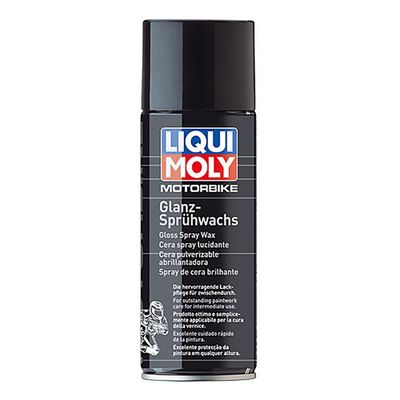 LIQUI
MOLY
MOTORBIKE
Glanz-
Sprühwachs
Gloss Spray Wax
Cera spray lucidante
Cera pulverizable
abrillantadora
Spray de cera brilhante
Die hervorragende Lack-
pflege für zwischendurch.
For outstanding paintwork
care for intermediate use.
Prodotto ottimo e semplice-
mente applicabile per la cura
della vernice.
Excelente cuidado rápido de
la pintura.
Excelente protecção da
pintura em qualquer altura.